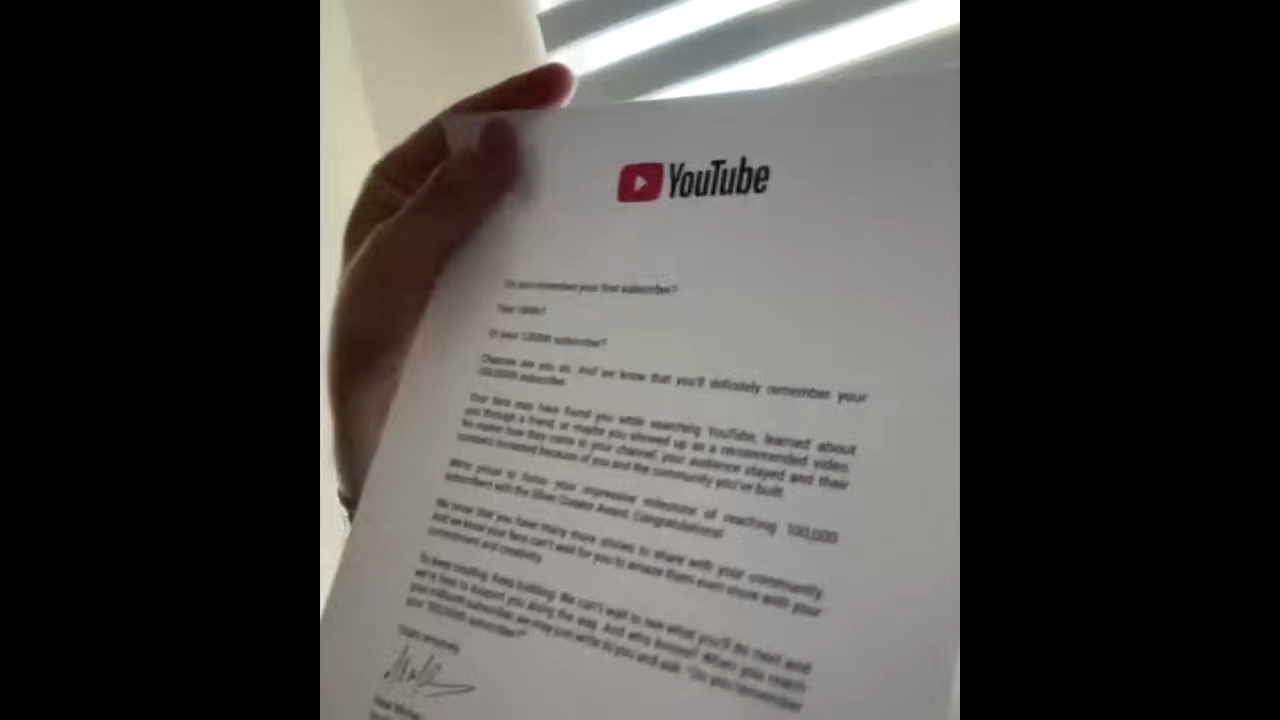 YouTube
Do you remember your first subscriber?
Your
Or your subscriber?
Chances are you do. And we know that you'll definitely remember your
subscriber.
Your fans may have found you while searching YouTube, learned about
you through a friend, or maybe you showed up as a recommended video.
No matter how they came to your channel, your audience stayed and their
numbers increased because of you and the community you've built.
We're proud to honor your impressive milestone of reaching 100,000
subscribers with the Silver Creator Award. Congratulations!
We know that you have many more stories to share with your community.
And we know your fans can't wait for you to amaze them even more with your
commitment and creativity.
So keep creating. Keep building. We can't wait to see what you'll do next and
we're here to support you along the way. And who knows? When you reach
your millionth subscriber, we may just write to you and ask: "Do you remember
your subscriber?"